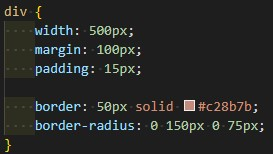 div {
    width: 500px;
    margin: 100px;
    padding: 15px;

    border: 50px solid #c28b7b;
    border-radius: 0 150px 0 75px;
}